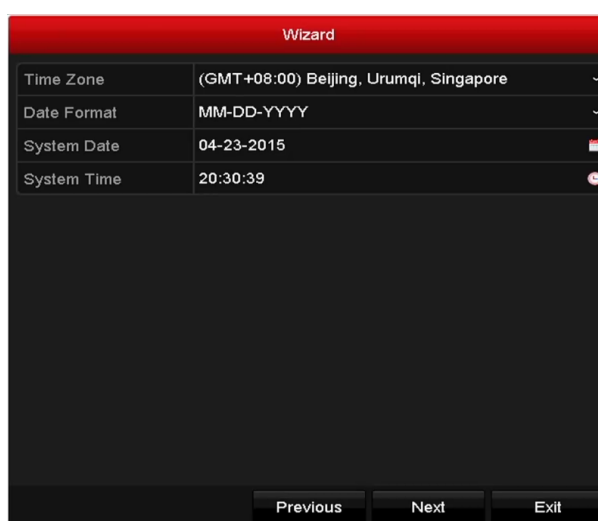 Wizard
Time Zone (GMT+08:00) Beijing, Urumqi, Singapore
Date Format MM-DD-YYYY
System Date 04-23-2015
System Time 20:30:39
Previous Next Exit